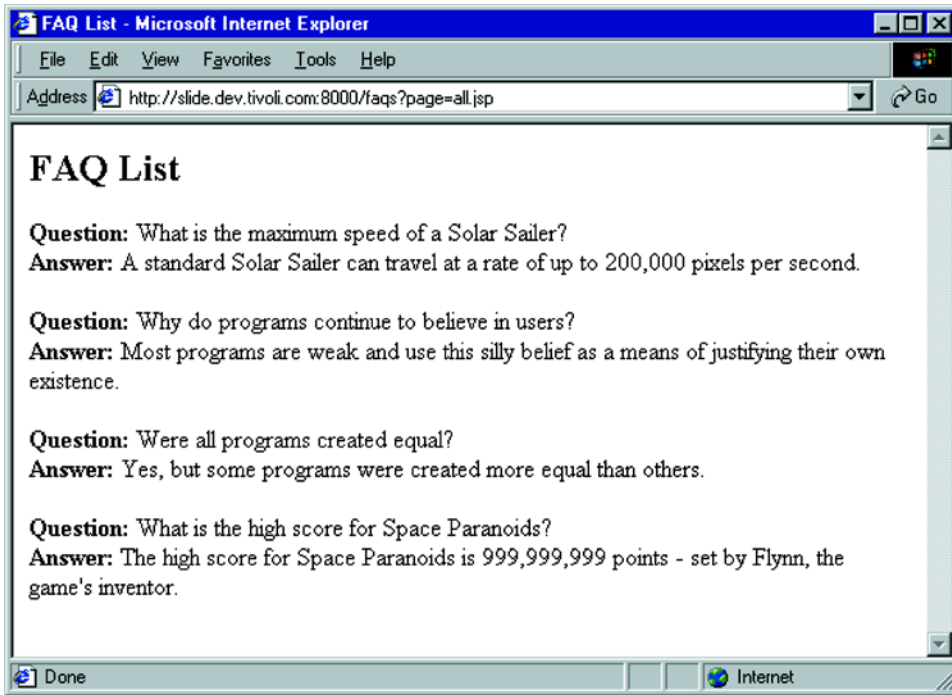 FAQ List - Microsoft Internet Explorer
File Edit View Favorites Tools Help
Address http://slide.dev.tivoli.com:8000/faqs?page=all.jsp Go
FAQ List
Question: What is the maximum speed of a Solar Sailer?
Answer: A standard Solar Sailer can travel at a rate of up to 200,000 pixels per second.
Question: Why do programs continue to believe in users?
Answer: Most programs are weak and use this silly belief as a means of justifying their own
existence.
Question: Were all programs created equal?
Answer: Yes, but some programs were created more equal than others.
Question: What is the high score for Space Paranoids?
Answer: The high score for Space Paranoids is 999,999,999 points - set by Flynn, the
game's inventor.
Done Internet